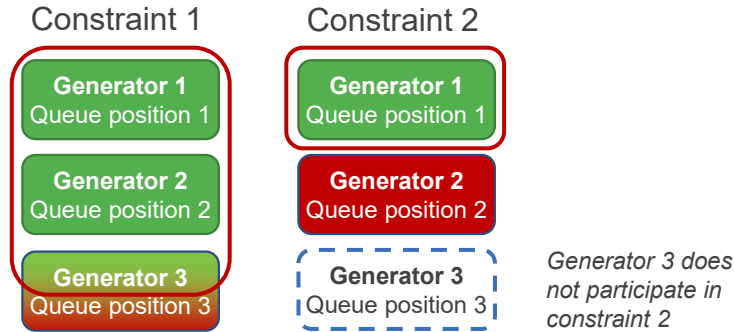 Constraint 1
Generator 1
Queue position 1
Generator 2
Queue position 2
Generator 3
Queue position 3
Constraint 2
Generator 1
Queue position 1
Generator 2
Queue position 2
Generator 3
Queue position 3
Generator 3 does
not participate in
constraint 2